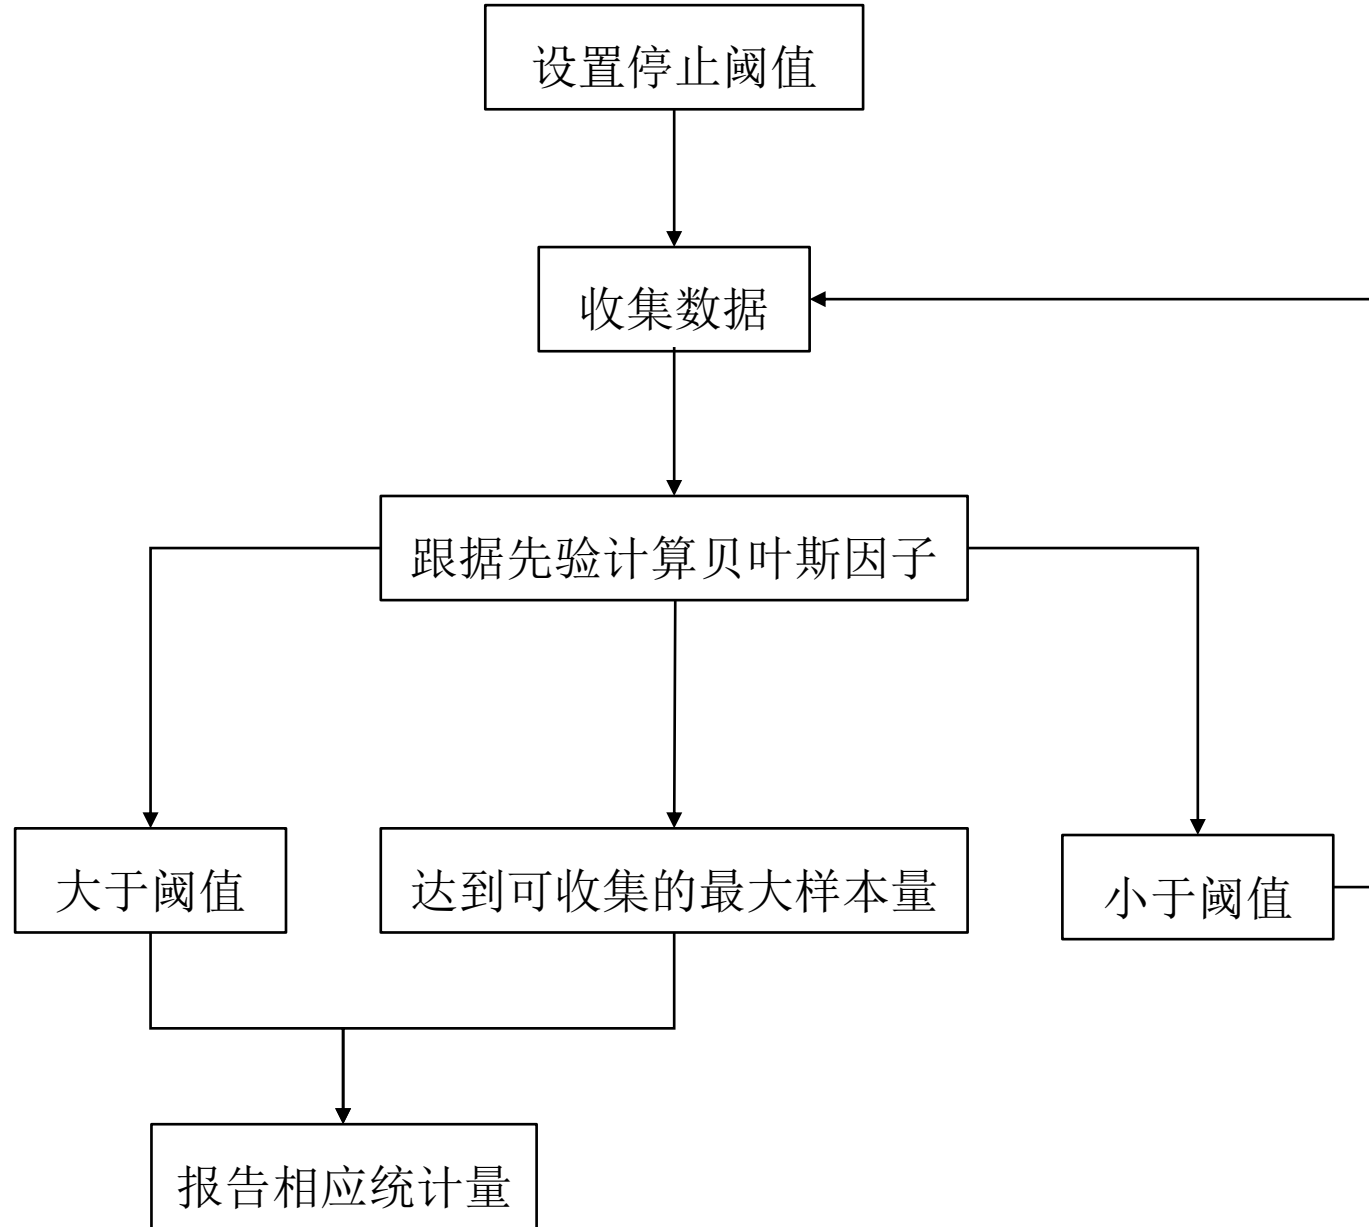 设置停止阈值
收集数据
跟据先验计算贝叶斯因子
大于阈值
达到可收集的最大样本量
小于阈值
报告相应统计量